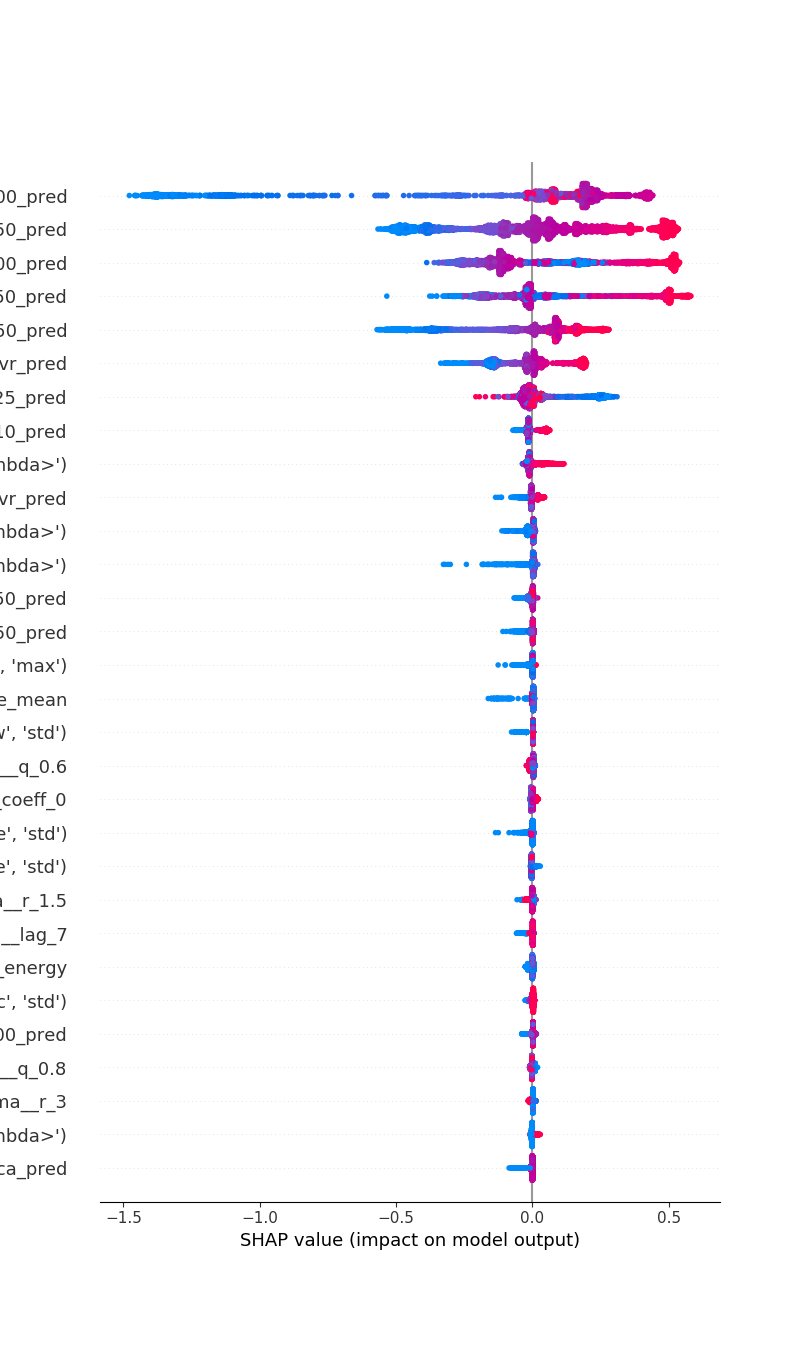 00_pred
50_pred
00_pred
50_pred
50_pred
vr_pred
25_pred
10_pred
nbda>')
vr_pred
nbda>')
nbda>')
50_pred
50_pred
, 'max')
e_mean
v', 'std')
__q_0.6
_coeff_0
e', 'std')
e', 'std')
a__r_1.5
__lag_7
_energy
c', 'std')
00_pred
__q_0.8
na__r_3
nbda>')
ca_pred
−1.5 −1.0 −0.5 0.0 0.5
SHAP value (impact on model output)